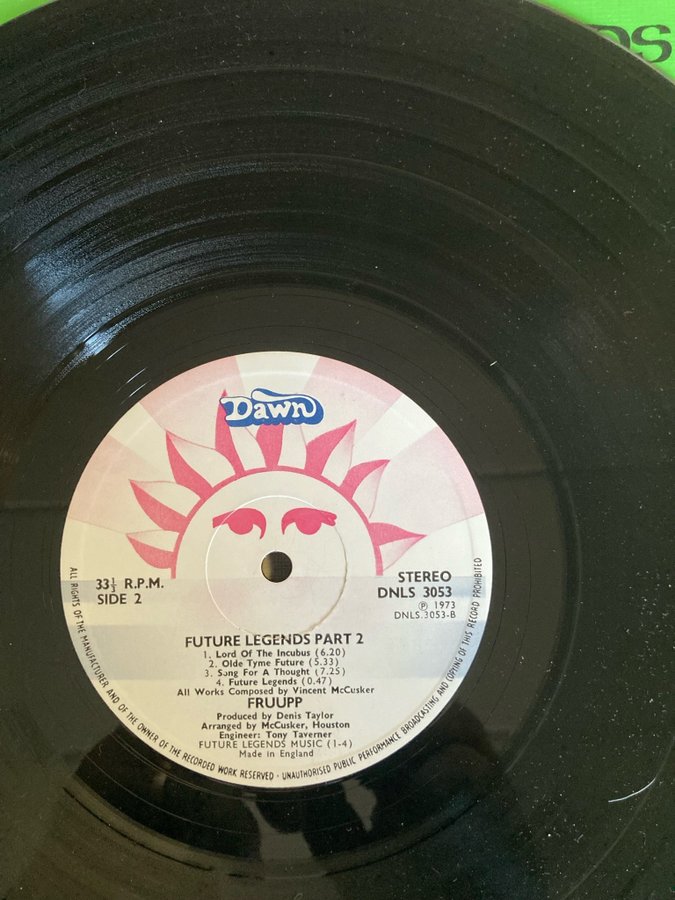 DS
Dawn
33⅓ R.P.M.
SIDE 2
STEREO
DNLS 3053
Ⓟ 1973
DNLS.3053-B
FUTURE LEGENDS PART 2
1. Lord Of The Incubus (6.20)
2. Olde Tyme Future (5.33)
3. Song For A Thought (7.25)
4. Future Legends (0.47)
All Works Composed by Vincent McCusker
FRUUPP
Produced by Denis Taylor
Arranged by McCusker, Houston
Engineer: Tony Taverner
FUTURE LEGENDS MUSIC (1-4)
Made in England
ALL RIGHTS OF THE MANUFACTURER AND OF THE OWNER OF THE RECORDED WORK RESERVED · UNAUTHORISED PUBLIC PERFORMANCE BROADCASTING AND COPYING OF THIS RECORD PROHIBITED